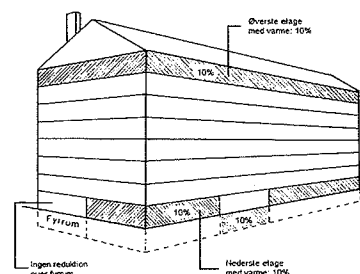 Øverste etage
med varme: 10%
10%
Fyrrum
10%
10%
Ingen reduktion
over fyrrum
Nederste etage
med varme: 10%